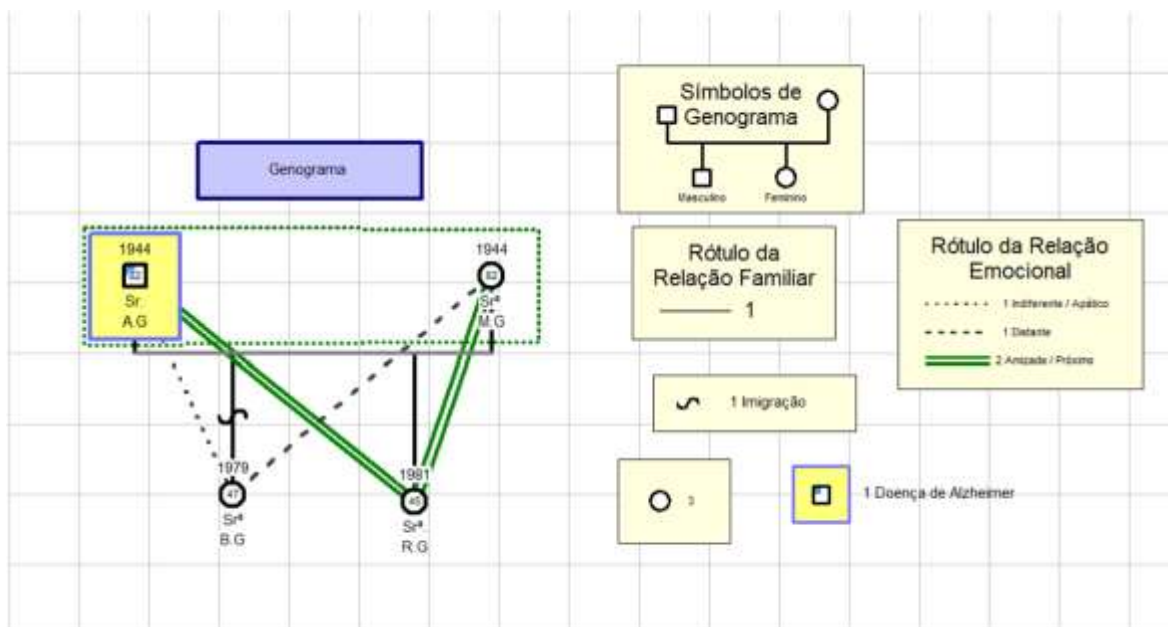 Genograma
1944
82
Sr.
A.G
1944
82
Srª
M.G
1979
47
Srª
B.G
1981
45
Srª.
R.G
Símbolos de
Genograma
Masculino
Feminino
Rótulo da
Relação Familiar
1
1 Imigração
3
1 Doença de Alzheimer
Rótulo da Relação
Emocional
1 Indiferente / Apático
1 Distante
2 Amizade / Próximo